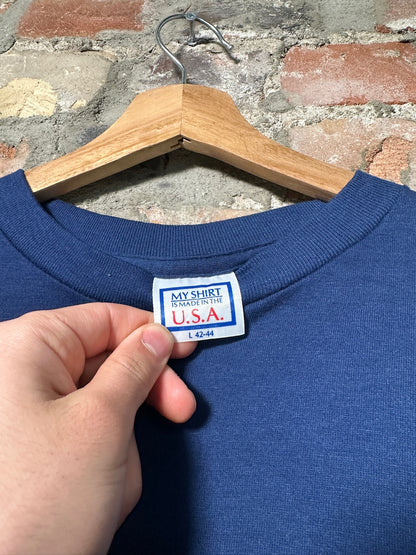 MY SHIRT
IS MADE IN THE
U.S.A.
L 42-44